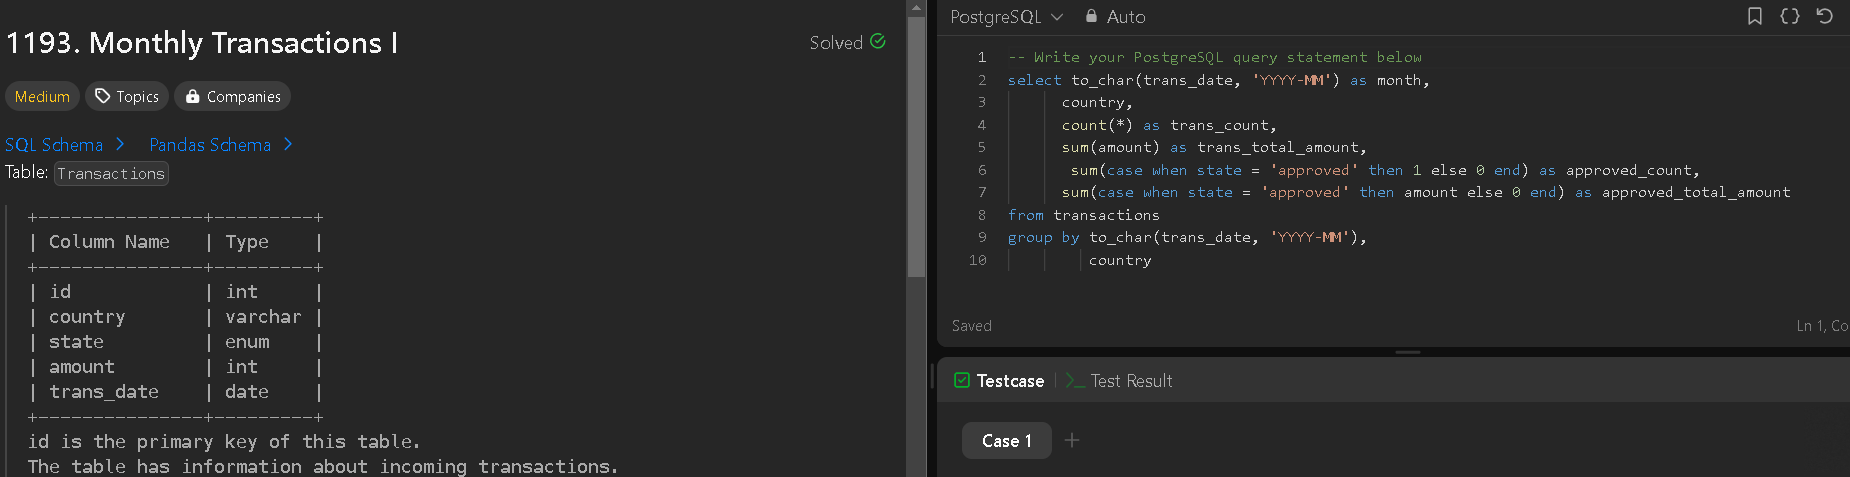 1193. Monthly Transactions I
Solved
Medium Topics Companies
SQL Schema > Pandas Schema >
Table: Transactions
+---------------+---------+
| Column Name   | Type    |
+---------------+---------+
| id            | int     |
| country       | varchar |
| state         | enum    |
| amount        | int     |
| trans_date    | date    |
+---------------+---------+
id is the primary key of this table.
The table has information about incoming transactions.
PostgreSQL Auto
1 -- Write your PostgreSQL query statement below
2 select to_char(trans_date, 'YYYY-MM') as month,
3       country,
4       count(*) as trans_count,
5       sum(amount) as trans_total_amount,
6        sum(case when state = 'approved' then 1 else 0 end) as approved_count,
7       sum(case when state = 'approved' then amount else 0 end) as approved_total_amount
8 from transactions
9 group by to_char(trans_date, 'YYYY-MM'),
10          country
Saved
Ln 1, Co
Testcase Test Result
Case 1 +